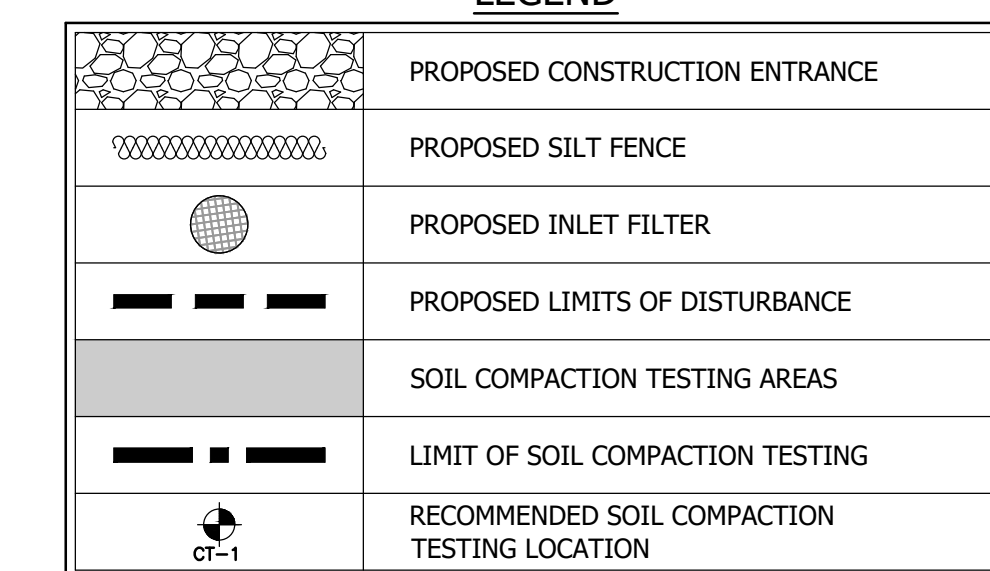 LEGEND
PROPOSED CONSTRUCTION ENTRANCE
PROPOSED SILT FENCE
PROPOSED INLET FILTER
PROPOSED LIMITS OF DISTURBANCE
SOIL COMPACTION TESTING AREAS
LIMIT OF SOIL COMPACTION TESTING
CT-1
RECOMMENDED SOIL COMPACTION
TESTING LOCATION